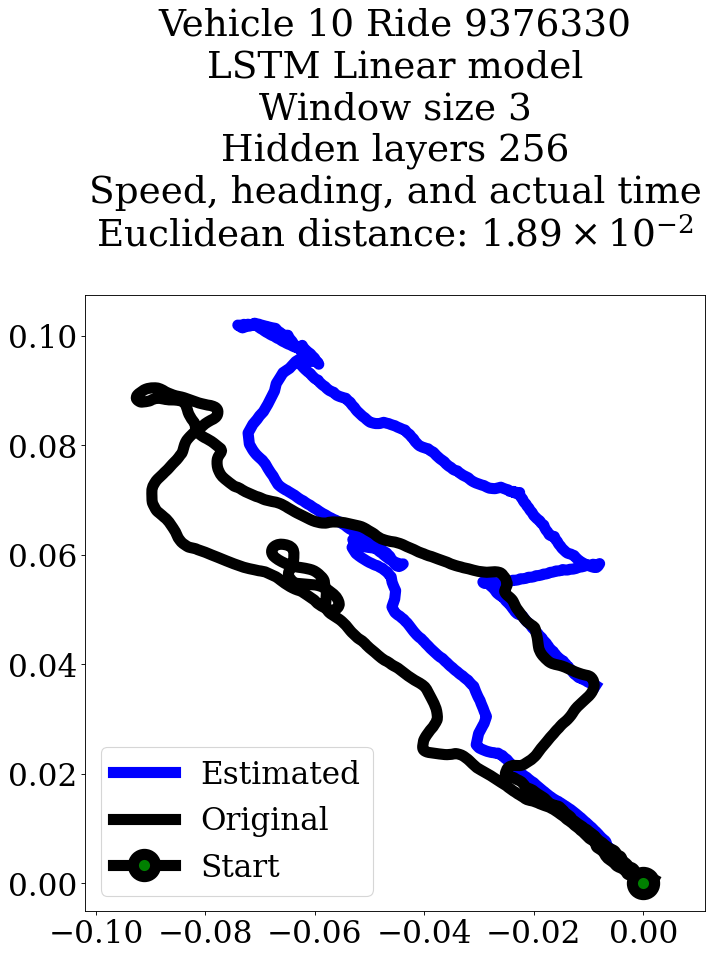 Vehicle 10 Ride 9376330
LSTM Linear model
Window size 3
Hidden layers 256
Speed, heading, and actual time
Euclidean distance: 1.89 × 10⁻²
0.10
0.08
0.06
0.04
0.02
0.00
Estimated
Original
Start
−0.10 −0.08 −0.06 −0.04 −0.02 0.00